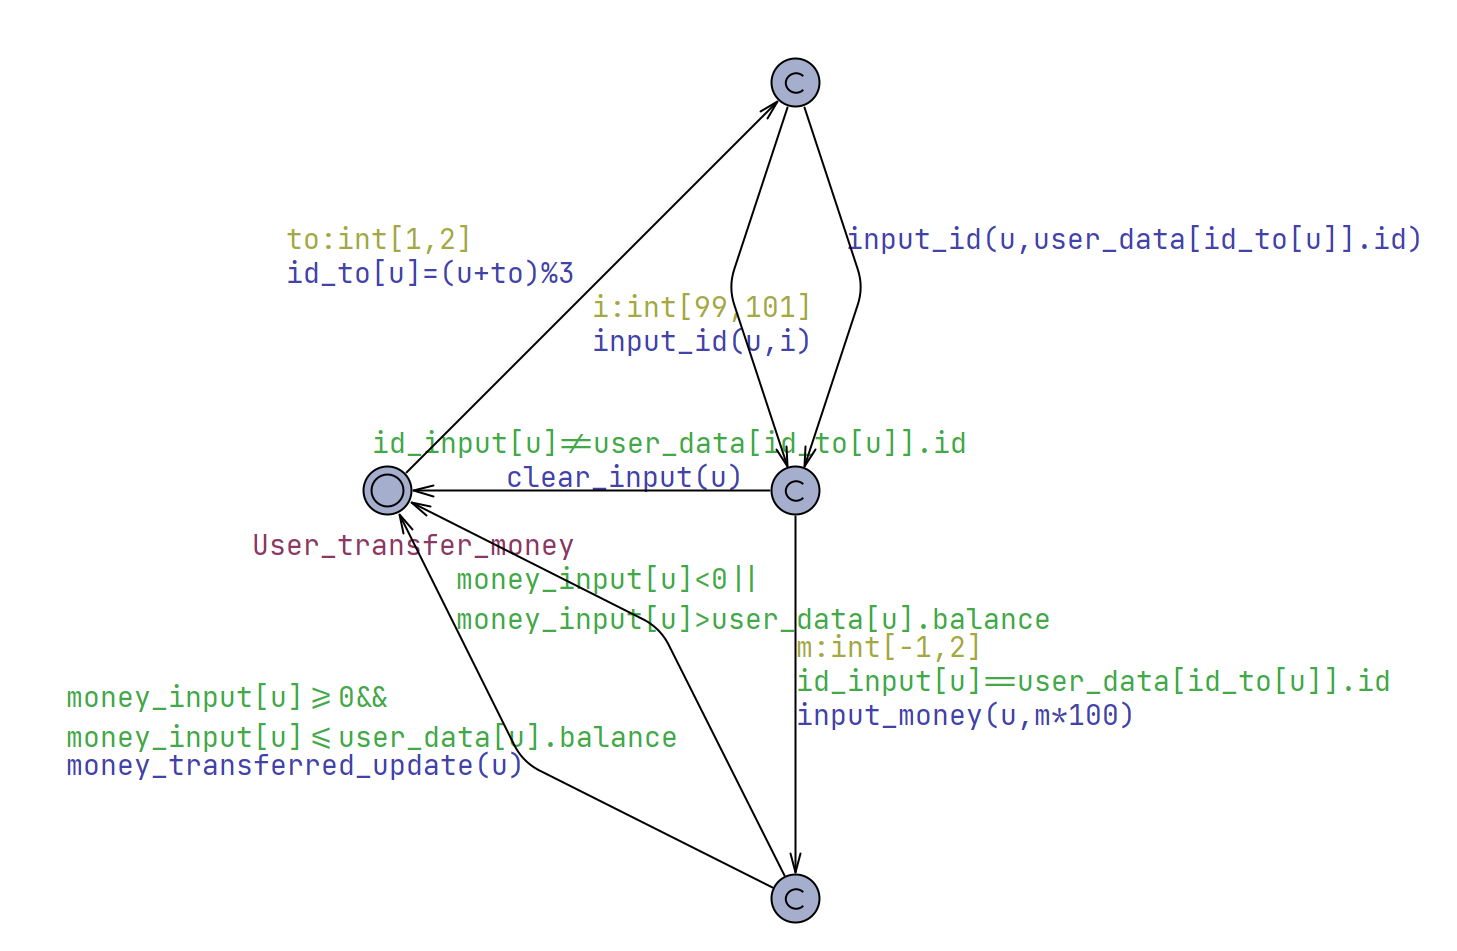 C
input_id(u,user_data[id_to[u]].id)
to:int[1,2]
id_to[u]=(u+to)%3
i:int[99,101]
input_id(u,i)
id_input[u]≠user_data[id_to[u]].id
clear_input(u)
C
User_transfer_money
money_input[u]<0||
money_input[u]>user_data[u].balance
m:int[-1,2]
id_input[u]==user_data[id_to[u]].id
input_money(u,m*100)
money_input[u]≥0&&
money_input[u]≤user_data[u].balance
money_transferred_update(u)
C